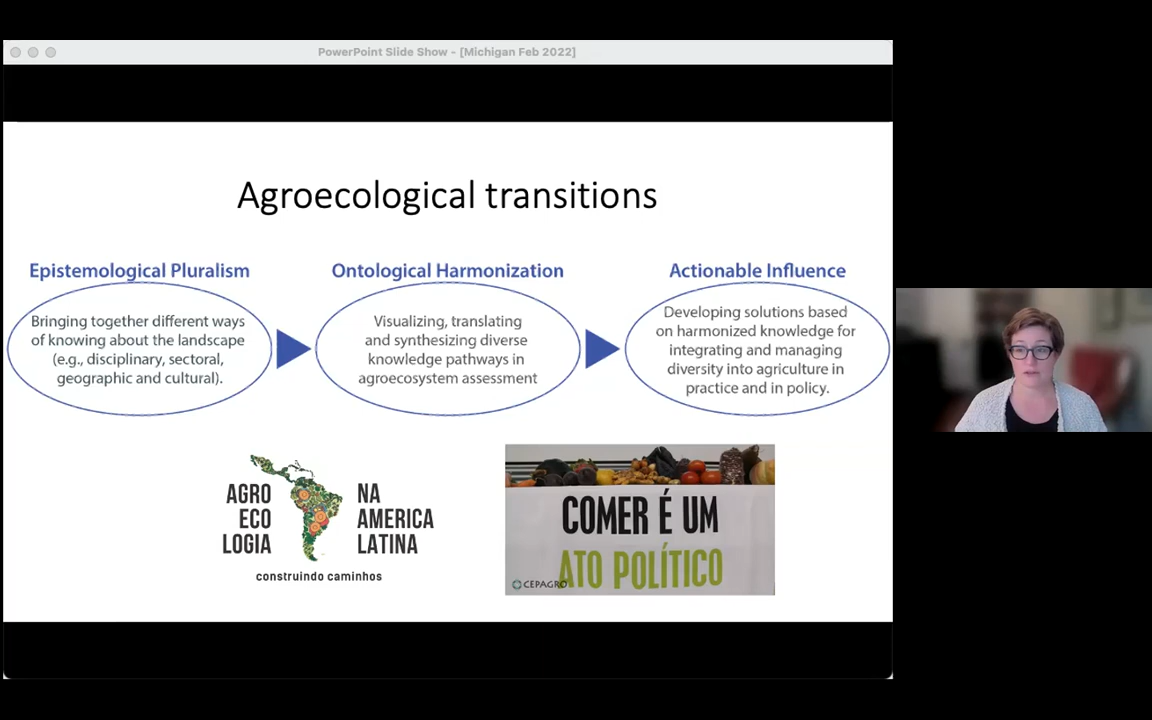 PowerPoint Slide Show - [Michigan Feb 2022]
Agroecological transitions
Epistemological Pluralism
Bringing together different ways
of knowing about the landscape
(e.g., disciplinary, sectoral,
geographic and cultural).
Ontological Harmonization
Visualizing, translating
and synthesizing diverse
knowledge pathways in
agroecosystem assessment
Actionable Influence
Developing solutions based
on harmonized knowledge for
integrating and managing
diversity into agriculture in
practice and in policy.
AGRO
ECO
LOGIA
NA
AMERICA
LATINA
construindo caminhos
COMER É UM
ATO POLÍTICO
CEPAGRO